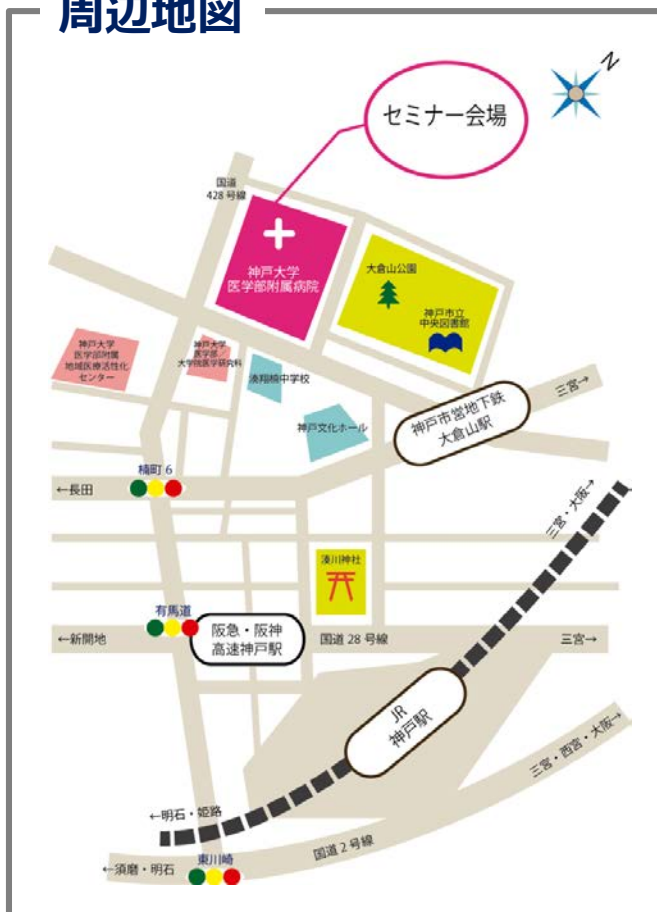 周辺地図
N
セミナー会場
国道
428号線
神戸大学
医学部附属病院
大倉山公園
神戸市立
中央図書館
神戸大学
医学部附属
地域医療活性化
センター
神戸大学
医学部/
大学院医学研究科
湊翔楠中学校
神戸文化ホール
神戸市営地下鉄
大倉山駅
三宮→
楠町6
←長田
三宮・大阪→
湊川神社
有馬道
←新開地
阪急・阪神
高速神戸駅
国道28号線
三宮→
JR
神戸駅
三宮・西宮・大阪→
←明石・姫路
国道2号線
東川崎
←須磨・明石